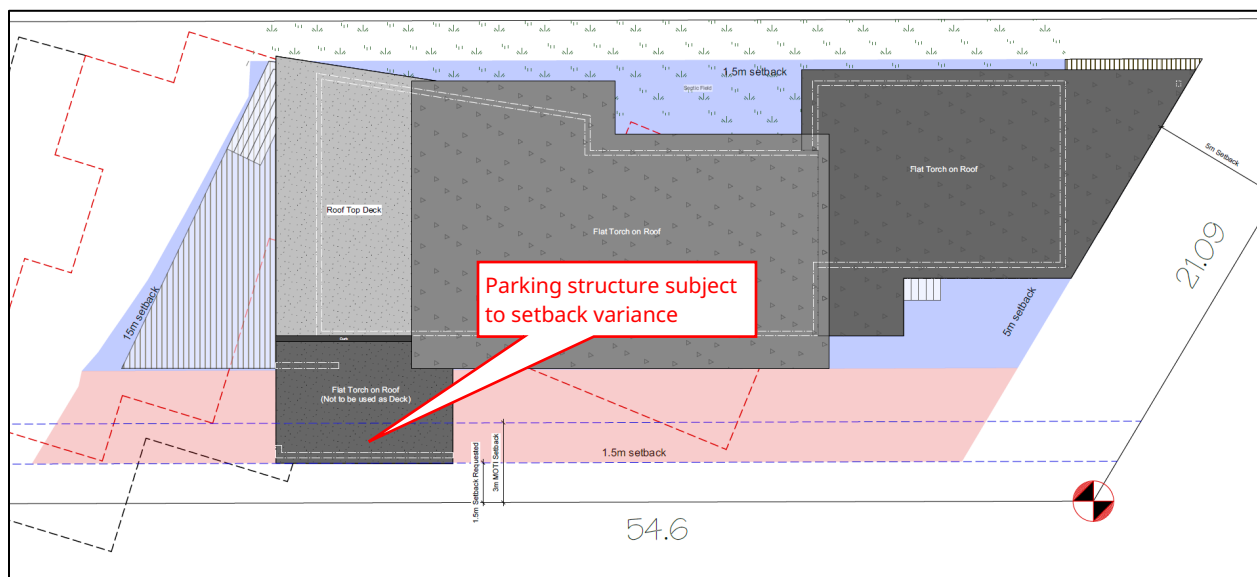 1.5m setback
Septic Field
5m Setback
Flat Torch on Roof
Roof Top Deck
Flat Torch on Roof
21.09
Parking structure subject
to setback variance
15m setback
5m setback
Curb
Flat Torch on Roof
(Not to be used as Deck)
1.5m setback
1.5m Setback Requested
3m MOTI Setback
54.6